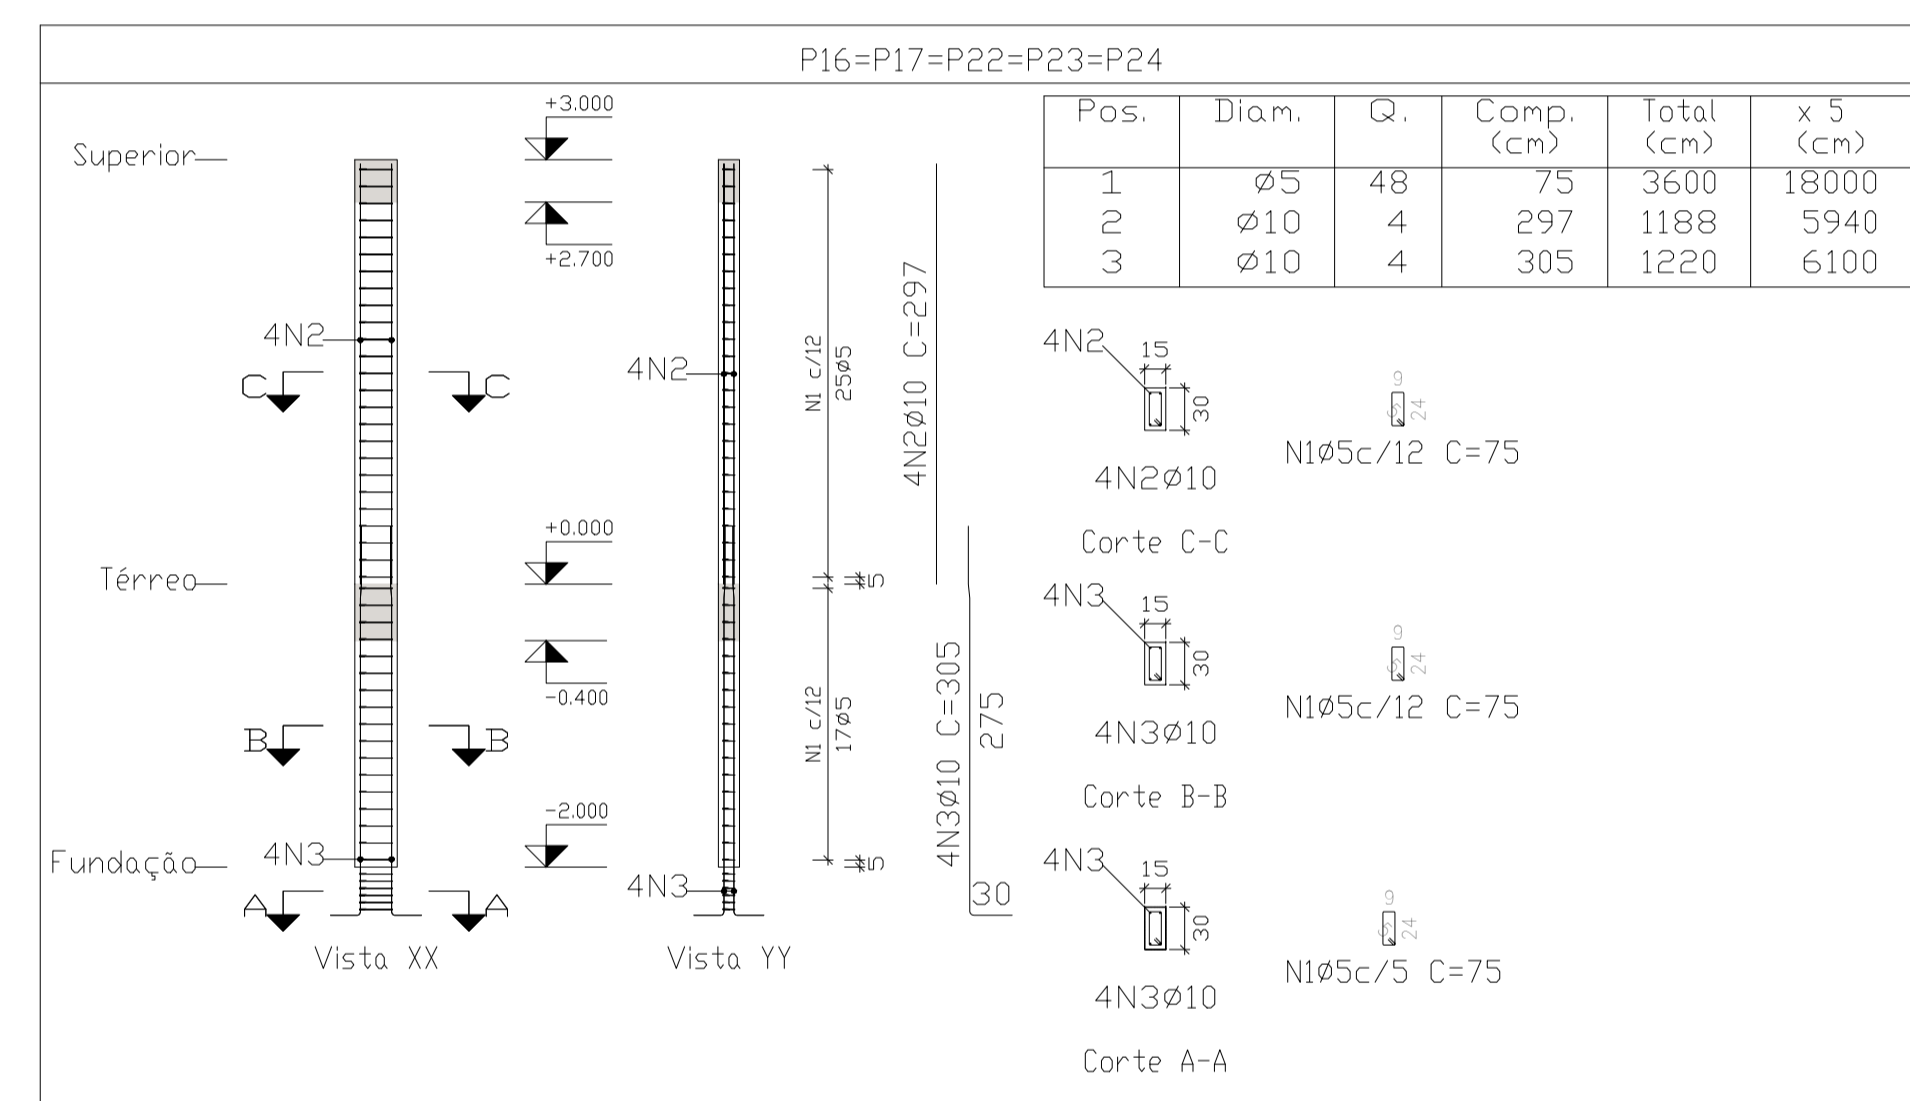 P16=P17=P22=P23=P24
Pos. Diam. Q. Comp. (cm) Total (cm) x 5 (cm)
1 Ø5 48 75 3600 18000
2 Ø10 4 297 1188 5940
3 Ø10 4 305 1220 6100
Superior
Térreo
Fundação
4N2
C C
B B
4N3
A A
Vista XX
+3.000
+2.700
+0.000
-0.400
-2.000
4N2
4N3
Vista YY
N1 c/12
25Ø5
5
N1 c/12
17Ø5
5
4N2Ø10 C=297
4N3Ø10 C=305
275
30
4N2
15
30
4N2Ø10
Corte C-C
9
24
N1Ø5c/12 C=75
4N3
15
30
4N3Ø10
Corte B-B
9
24
N1Ø5c/12 C=75
4N3
15
30
4N3Ø10
Corte A-A
9
24
N1Ø5c/5 C=75